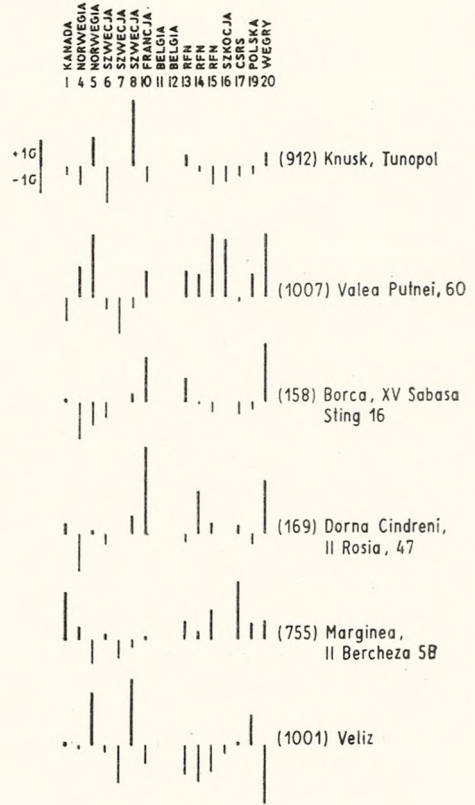 KANADA NORWEGIA NORWEGIA SZWECJA SZWECJA SZWECJA FRANCJA BELGIA BELGIA RFN RFN RFN SZKOCJA CSRS POLSKA WĘGRY
1 4 5 6 7 8 10 11 12 13 14 15 16 17 19 20
+1σ
-1σ
(912) Knusk, Tunopol
(1007) Valea Putnei, 60
(158) Borca, XV Sabasa
Sting 16
(169) Dorna Cindreni,
II Rosia, 47
(755) Marginea,
II Bercheza 5B
(1001) Veliz